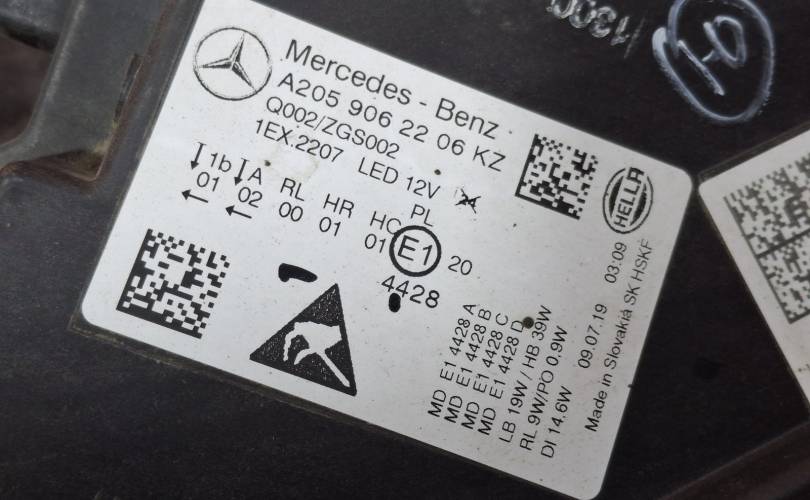 Mercedes - Benz
A205 906 22 06 KZ
Q002/ZGS002
1EX.2207 LED 12V 24
1b A RL HR HC PL
01 02 00 01 01 E1 20
4428
HELLA
MD E1 4428 A
MD E1 4428 B
MD E1 4428 C
MD E1 4428 D
LB 19W / HB 39W
RL 9W/PO 0.9W
DI 14.6W
09.07.19 03:09
Made in Slovakia SK HSKF